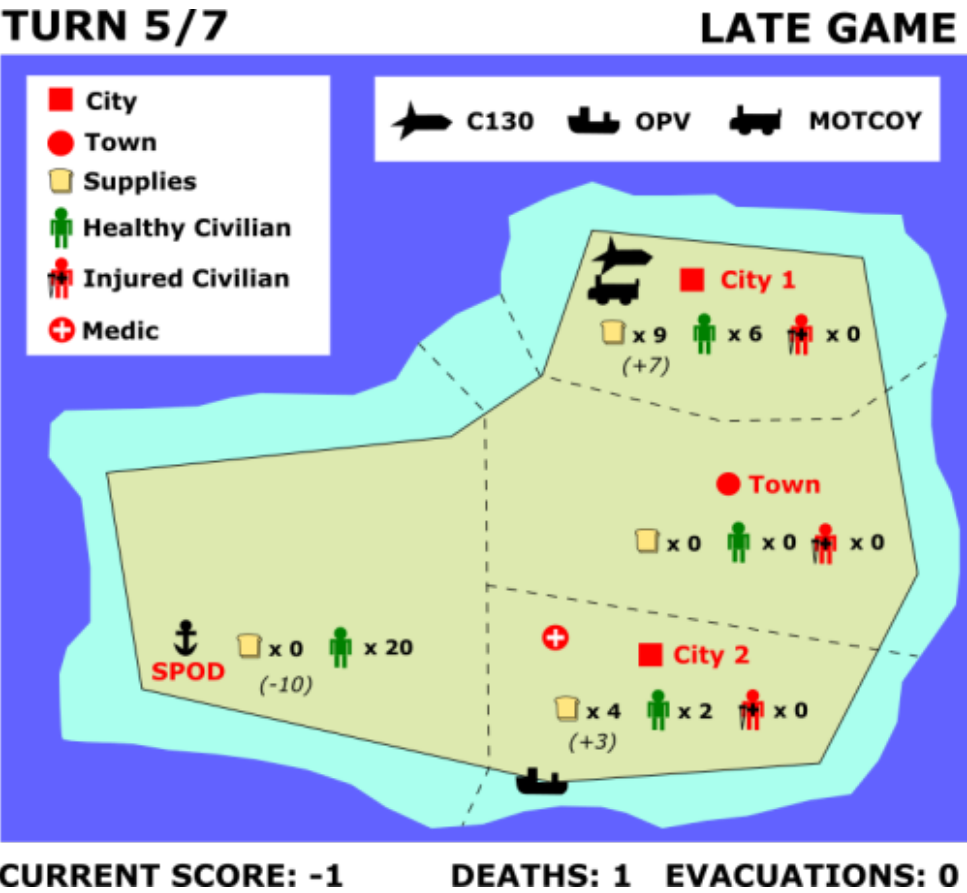 TURN 5/7 LATE GAME
City
Town
Supplies
Healthy Civilian
Injured Civilian
Medic
C130 OPV MOTCOY
City 1
x 9 x 6 x 0
(+7)
Town
x 0 x 0 x 0
SPOD
x 0 x 20
(-10)
City 2
x 4 x 2 x 0
(+3)
CURRENT SCORE: -1 DEATHS: 1 EVACUATIONS: 0